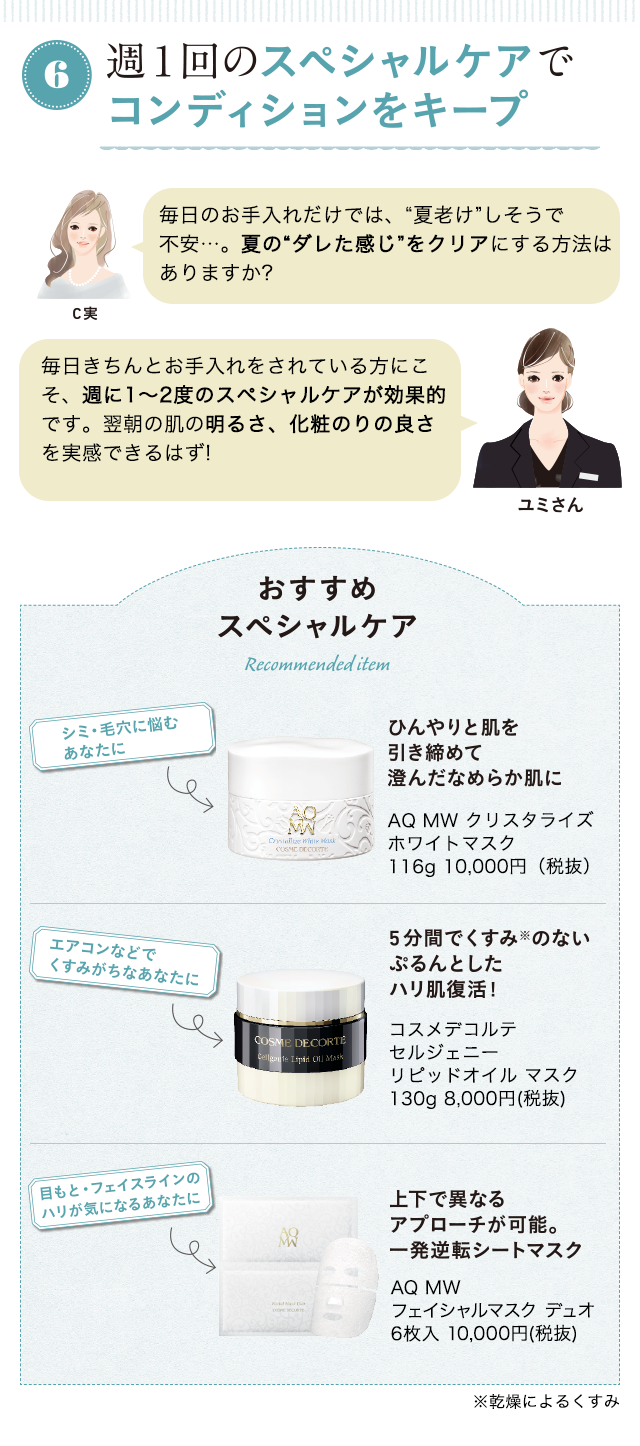 6
週1回のスペシャルケアで
コンディションをキープ
毎日のお手入れだけでは、“夏老け”しそうで
不安…。夏の“ダレた感じ”をクリアにする方法は
ありますか?
C実
毎日きちんとお手入れをされている方にこ
そ、週に1〜2度のスペシャルケアが効果的
です。翌朝の肌の明るさ、化粧のりの良さ
を実感できるはず!
ユミさん
おすすめ
スペシャルケア
Recommended item
シミ・毛穴に悩む
あなたに
AQ
MW
Crystallize White Mask
COSME DECORTE
ひんやりと肌を
引き締めて
澄んだなめらか肌に
AQ MW クリスタライズ
ホワイトマスク
116g 10,000円（税抜）
エアコンなどで
くすみがちなあなたに
COSME DECORTE
Cellgenie Lipid Oil Mask
5分間でくすみ※のない
ぷるんとした
ハリ肌復活!
コスメデコルテ
セルジェニー
リピッドオイル マスク
130g 8,000円(税抜)
目もと・フェイスラインの
ハリが気になるあなたに
AQ
MW
上下で異なる
アプローチが可能。
一発逆転シートマスク
AQ MW
フェイシャルマスク デュオ
6枚入 10,000円(税抜)
※乾燥によるくすみ